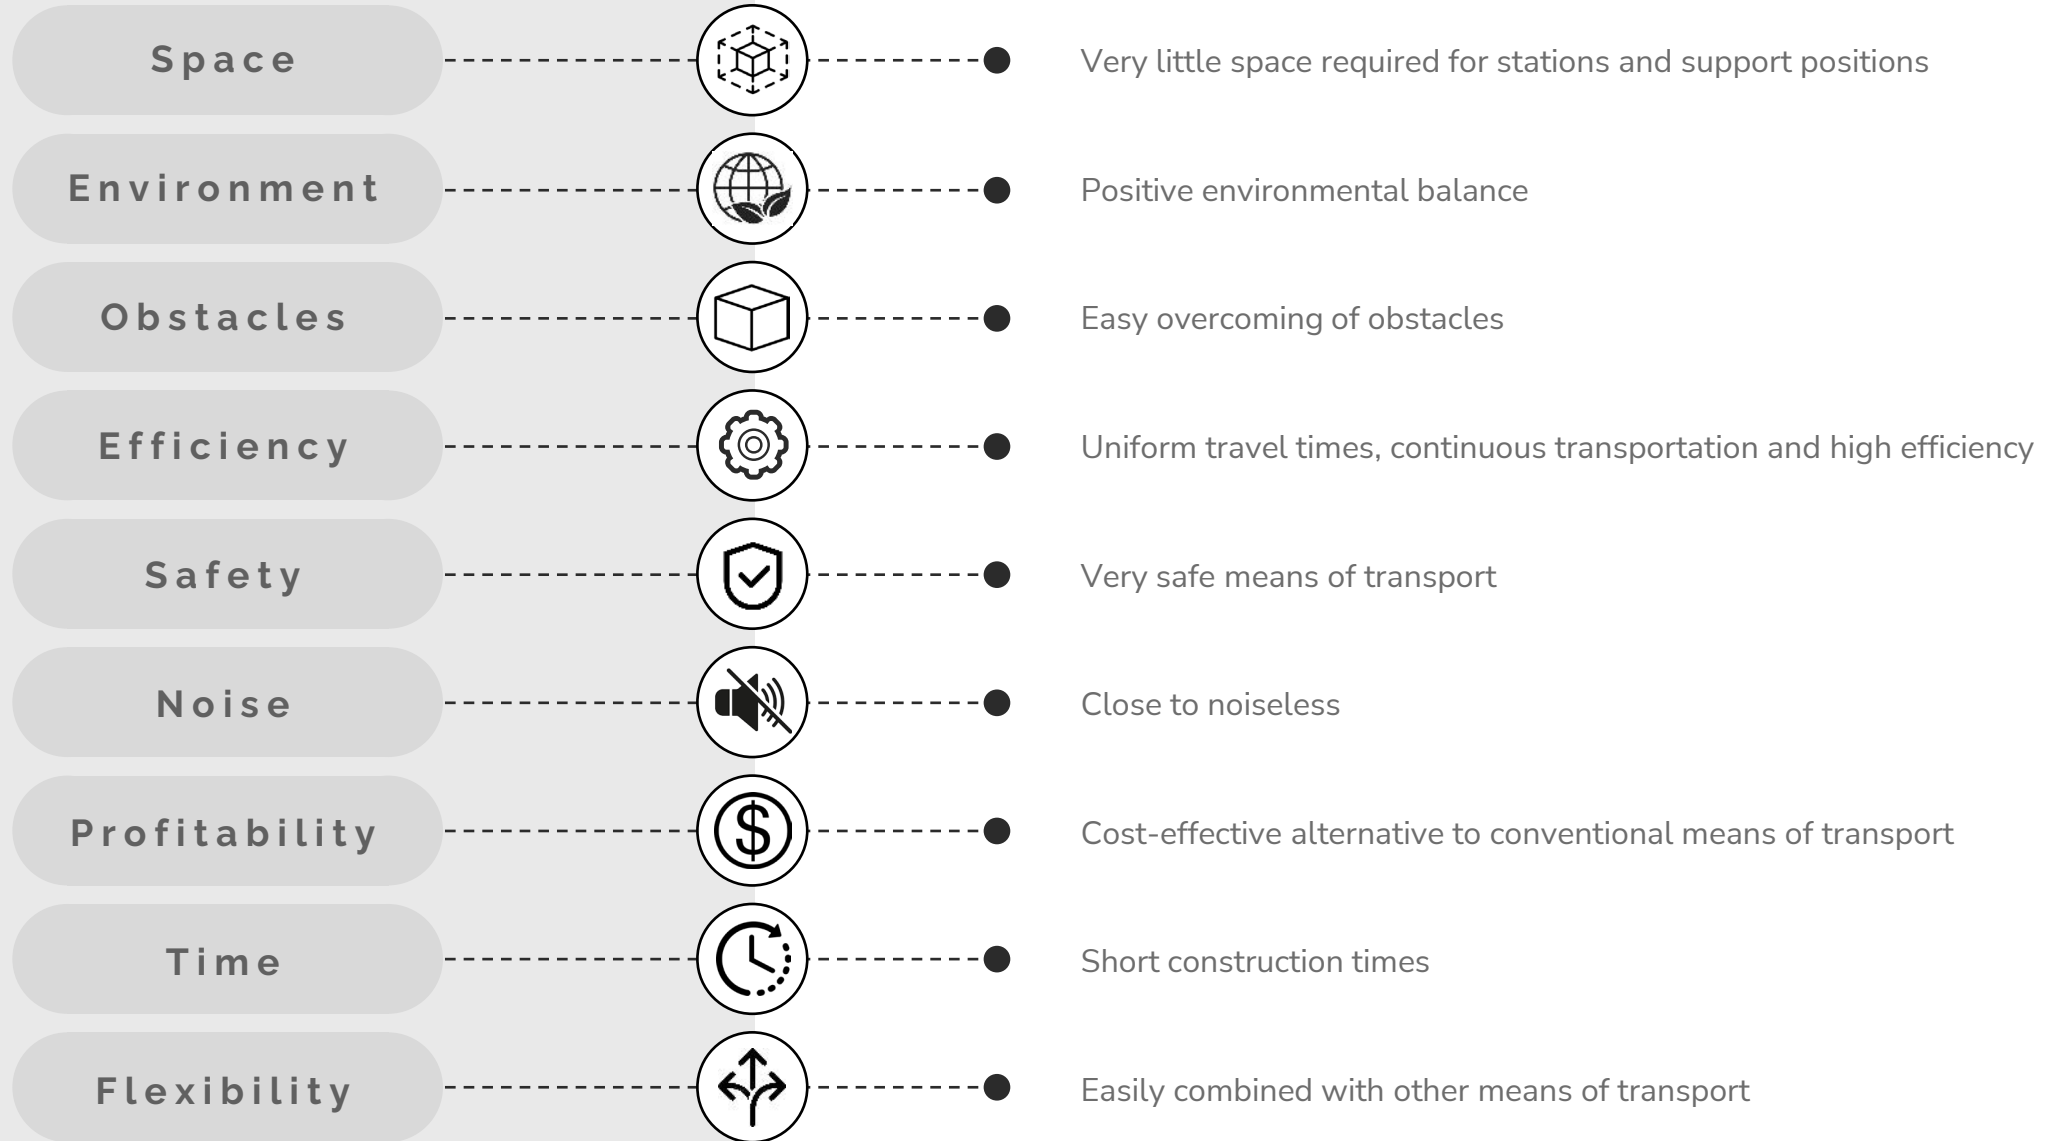 Space
Very little space required for stations and support positions
Environment
Positive environmental balance
Obstacles
Easy overcoming of obstacles
Efficiency
Uniform travel times, continuous transportation and high efficiency
Safety
Very safe means of transport
Noise
Close to noiseless
Profitability
$
Cost-effective alternative to conventional means of transport
Time
Short construction times
Flexibility
Easily combined with other means of transport